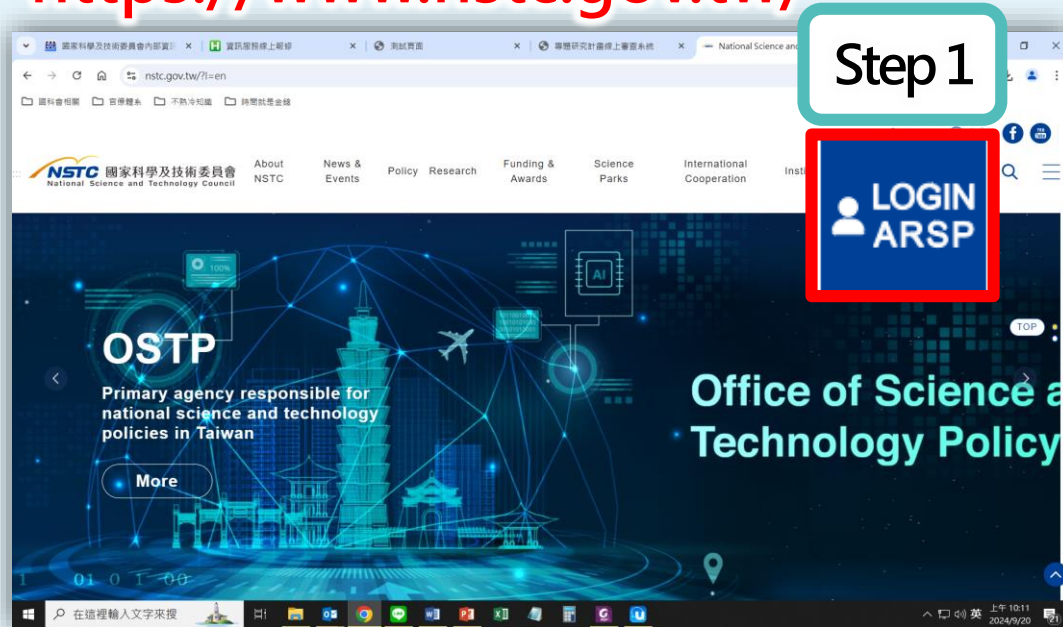 https://www.nstc.gov.tw/
Step 1
國家科學及技術委員會內部資訊
資訊服務線上報修
測試頁面
專題研究計畫線上審查系統
National Science and
nstc.gov.tw/?l=en
國科會相關
官僚體系
不熟冷知識
時間就是金錢
NSTC 國家科學及技術委員會
National Science and Technology Council
About NSTC
News & Events
Policy
Research
Funding & Awards
Science Parks
International Cooperation
LOGIN
ARSP
100%
AI
TOP
OSTP
Primary agency responsible for
national science and technology
policies in Taiwan
More
Office of Science a
Technology Policy
01 0 1 00
在這裡輸入文字來搜
英
上午 10:11
2024/9/20